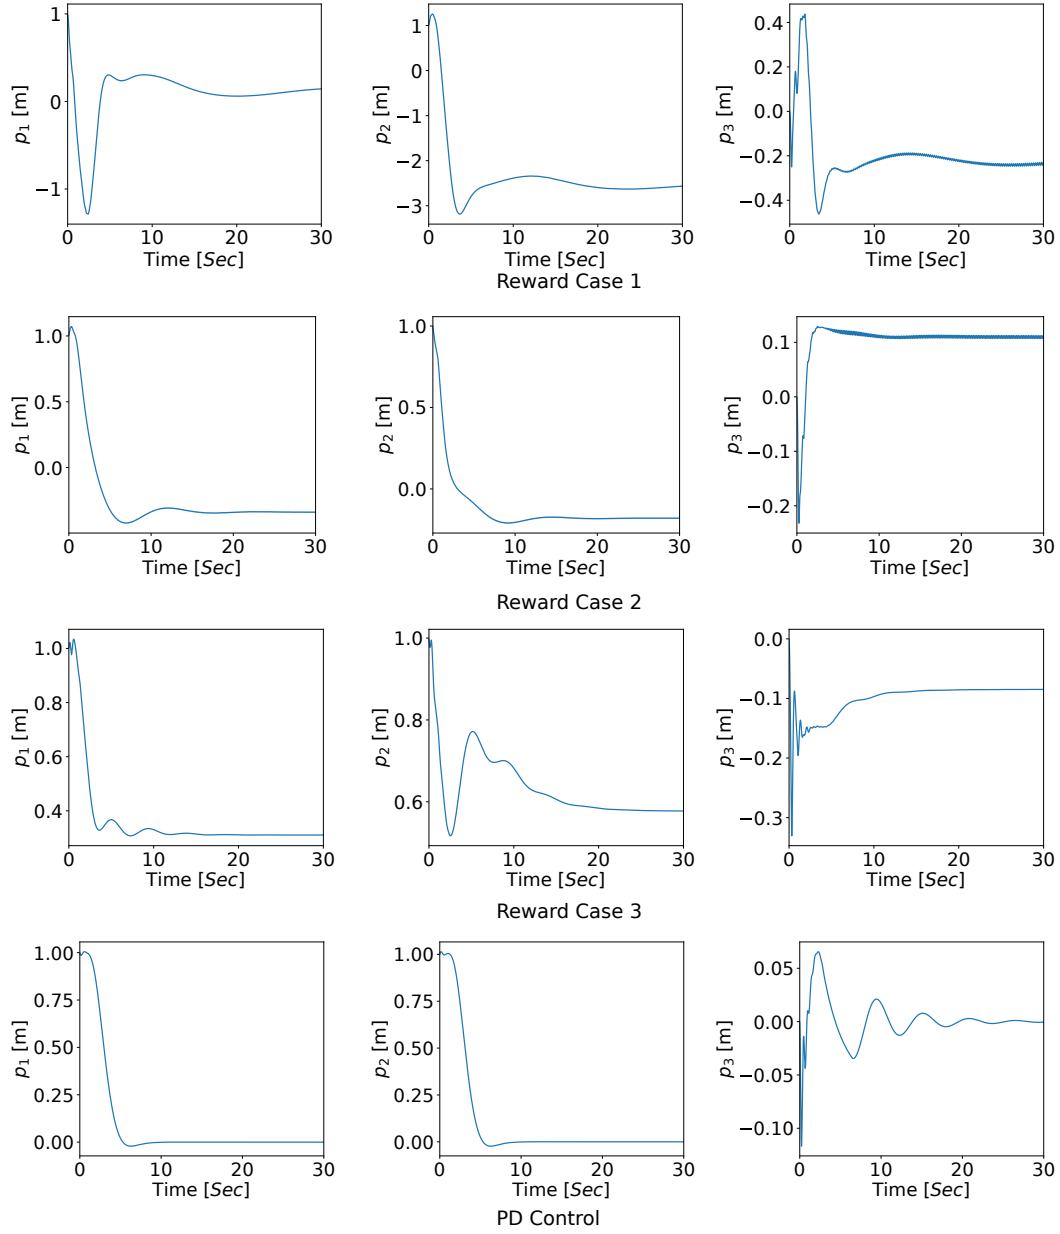 1
0
−1
p1 [m]
0 10 20 30
Time [Sec]
1
0
−1
−2
−3
p2 [m]
0 10 20 30
Time [Sec]
0.4
0.2
0.0
−0.2
−0.4
p3 [m]
0 10 20 30
Time [Sec]
Reward Case 1
1.0
0.5
0.0
p1 [m]
0 10 20 30
Time [Sec]
1.0
0.5
0.0
p2 [m]
0 10 20 30
Time [Sec]
0.1
0.0
−0.1
−0.2
p3 [m]
0 10 20 30
Time [Sec]
Reward Case 2
1.0
0.8
0.6
0.4
p1 [m]
0 10 20 30
Time [Sec]
1.0
0.8
0.6
p2 [m]
0 10 20 30
Time [Sec]
0.0
−0.1
−0.2
−0.3
p3 [m]
0 10 20 30
Time [Sec]
Reward Case 3
1.00
0.75
0.50
0.25
0.00
p1 [m]
0 10 20 30
Time [Sec]
1.00
0.75
0.50
0.25
0.00
p2 [m]
0 10 20 30
Time [Sec]
0.05
0.00
−0.05
−0.10
p3 [m]
0 10 20 30
Time [Sec]
PD Control